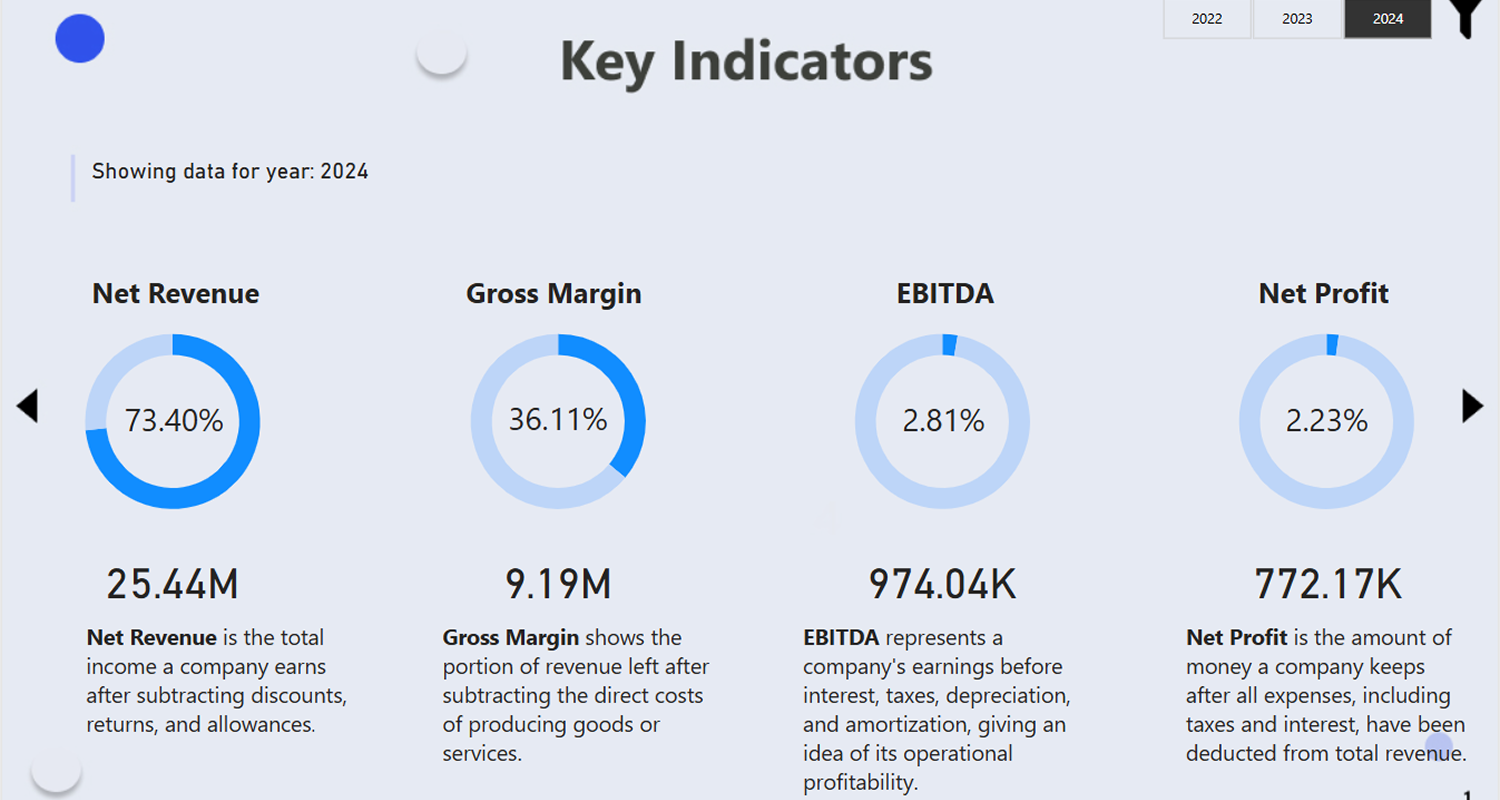 2022 2023 2024
Key Indicators
Showing data for year: 2024
Net Revenue
73.40%
25.44M
Net Revenue is the total
income a company earns
after subtracting discounts,
returns, and allowances.
Gross Margin
36.11%
9.19M
Gross Margin shows the
portion of revenue left after
subtracting the direct costs
of producing goods or
services.
EBITDA
2.81%
974.04K
EBITDA represents a
company's earnings before
interest, taxes, depreciation,
and amortization, giving an
idea of its operational
profitability.
Net Profit
2.23%
772.17K
Net Profit is the amount of
money a company keeps
after all expenses, including
taxes and interest, have been
deducted from total revenue.